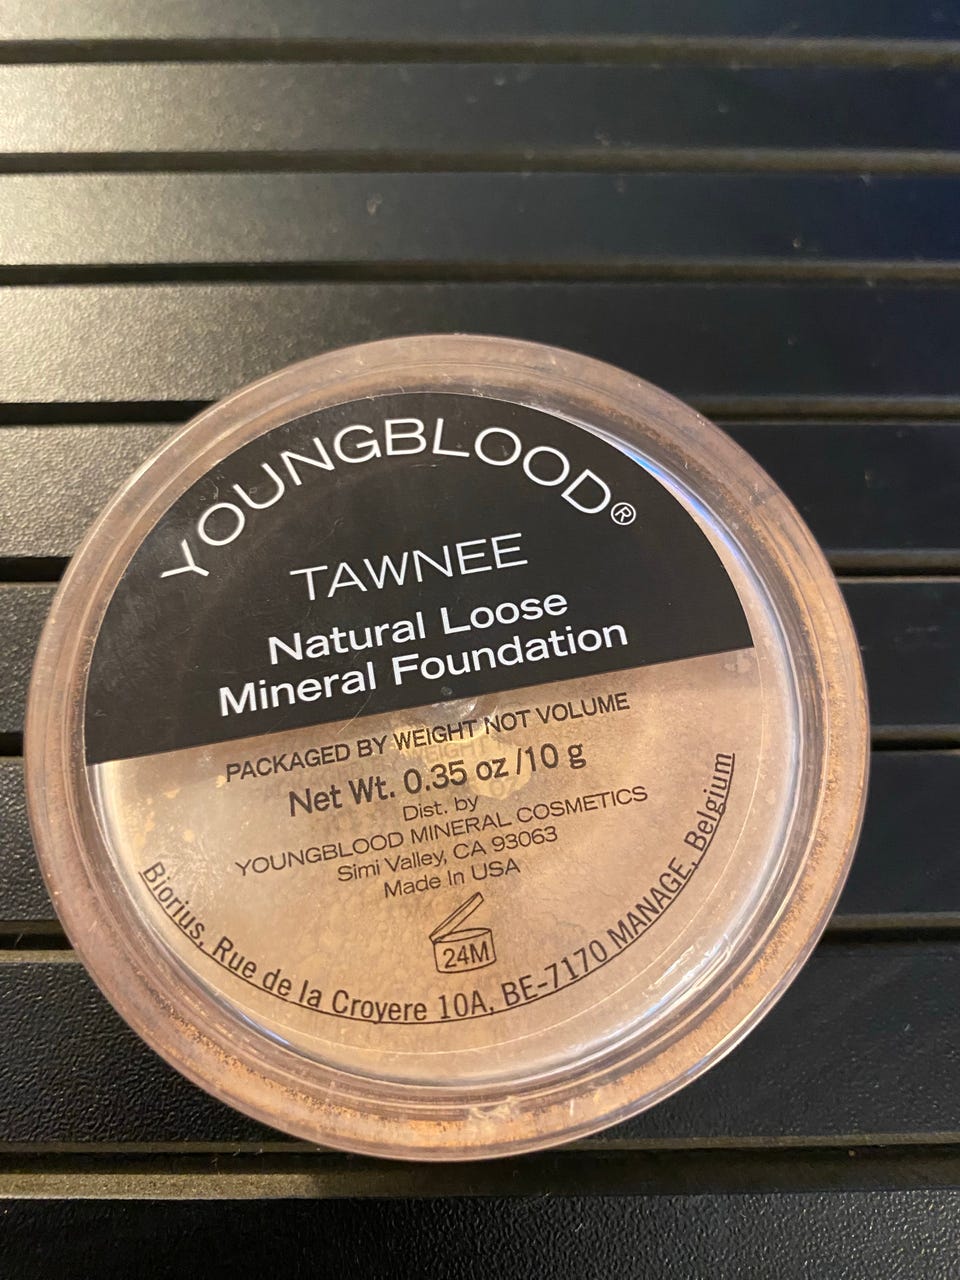 YOUNGBLOOD®
TAWNEE
Natural Loose
Mineral Foundation
PACKAGED BY WEIGHT NOT VOLUME
Net Wt. 0.35 oz /10 g
Dist. by
YOUNGBLOOD MINERAL COSMETICS
Simi Valley, CA 93063
Made In USA
24M
Biorius, Rue de la Croyere 10A, BE-7170 MANAGE, Belgium